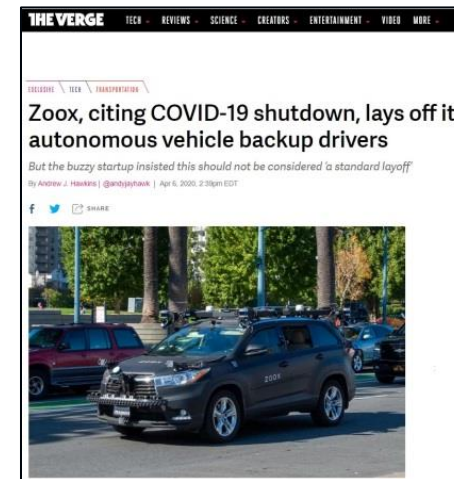 THE VERGE TECH REVIEWS SCIENCE CREATORS ENTERTAINMENT VIDEO MORE
EXCLUSIVE TECH TRANSPORTATION
Zoox, citing COVID-19 shutdown, lays off it
autonomous vehicle backup drivers
But the buzzy startup insisted this should not be considered 'a standard layoff'
By Andrew J. Hawkins | @andyjayhawk | Apr 6, 2020, 2:39pm EDT
SHARE
ZOOX